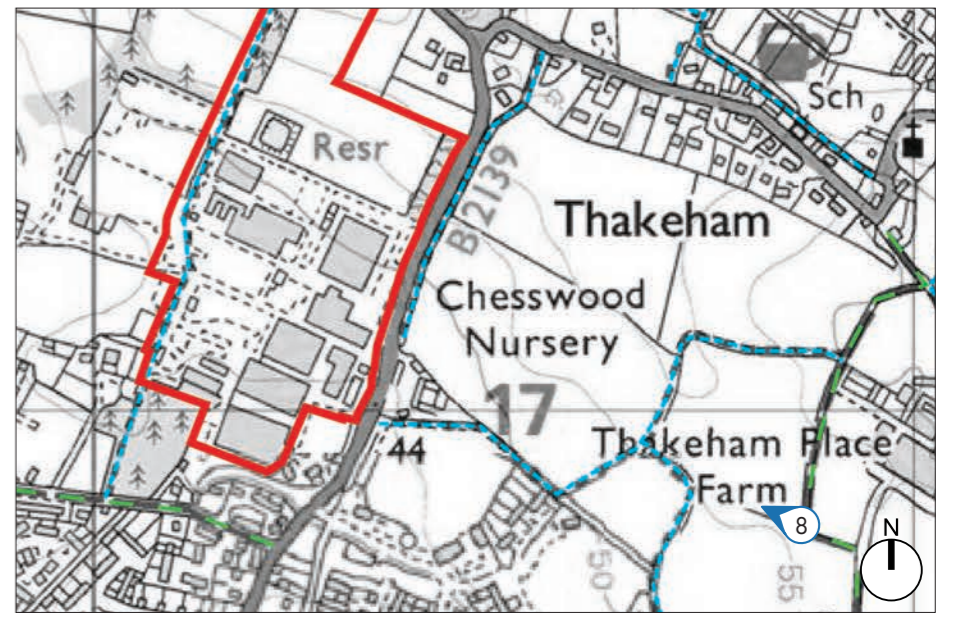 Resr
Sch
B2139
Thakeham
Chesswood
Nursery
17
44
Thakeham Place
Farm
8
N
50
55